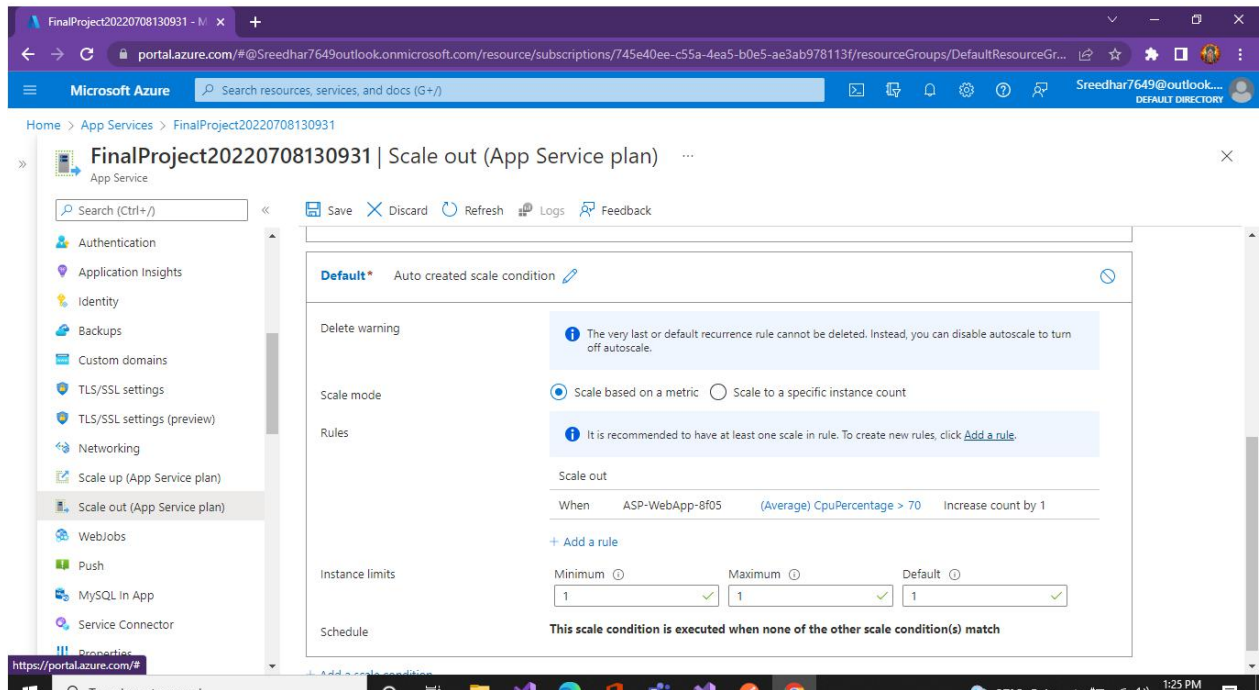 FinalProject20220708130931 - M
portal.azure.com/#@Sreedhar7649outlook.onmicrosoft.com/resource/subscriptions/745e40ee-c55a-4ea5-b0e5-ae3ab978113f/resourceGroups/DefaultResourceGr...
Microsoft Azure
Search resources, services, and docs (G+/)
Sreedhar7649@outlook....
DEFAULT DIRECTORY
Home > App Services > FinalProject20220708130931
FinalProject20220708130931 | Scale out (App Service plan) ...
App Service
Search (Ctrl+/)
Save Discard Refresh Logs Feedback
Authentication
Application Insights
Identity
Backups
Custom domains
TLS/SSL settings
TLS/SSL settings (preview)
Networking
Scale up (App Service plan)
Scale out (App Service plan)
WebJobs
Push
MySQL In App
Service Connector
Properties
https://portal.azure.com/#
Default* Auto created scale condition
Delete warning
The very last or default recurrence rule cannot be deleted. Instead, you can disable autoscale to turn
off autoscale.
Scale mode
Scale based on a metric Scale to a specific instance count
Rules
It is recommended to have at least one scale in rule. To create new rules, click Add a rule.
Scale out
When ASP-WebApp-8f05 (Average) CpuPercentage > 70 Increase count by 1
+ Add a rule
Instance limits
Minimum Maximum Default
1 1 1
Schedule
This scale condition is executed when none of the other scale condition(s) match
+ Add a scale condition
1:25 PM